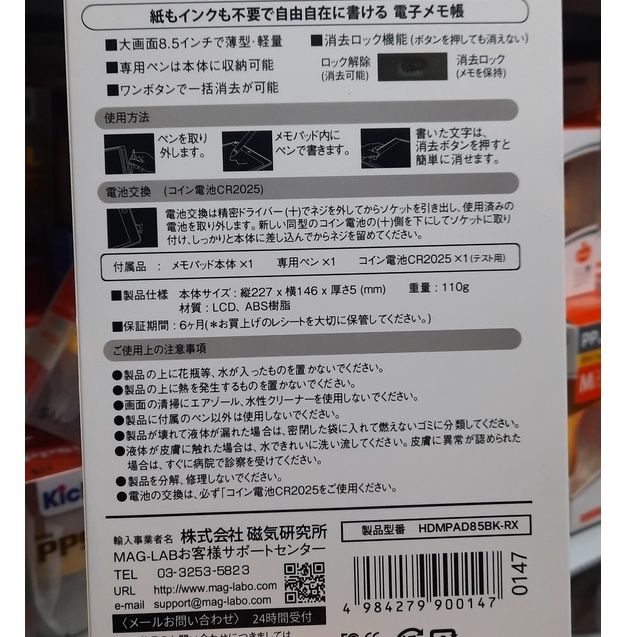 紙もインクも不要で自由自在に書ける 電子メモ帳
■大画面8.5インチで薄型・軽量
■専用ペンは本体に収納可能
■ワンボタンで一括消去が可能
■消去ロック機能(ボタンを押しても消えない)
ロック解除
(消去可能)
消去ロック
(メモを保持)
使用方法
ペンを取り
外します。
メモパッド内に
ペンで書きます。
書いた文字は、
消去ボタンを押すと
簡単に消せます。
電池交換 (コイン電池CR2025)
電池交換は精密ドライバー(十)でネジを外してからソケットを引き出し、使用済みの
電池を取り外します。新しい同型のコイン電池の(十)側を下にしてソケットに取り
付け、しっかりと本体に差し込んでからネジを留めてください。
付属品 : メモパッド本体×1 専用ペン×1 コイン電池CR2025×1(テスト用)
■製品仕様 本体サイズ:縦227×横146×厚さ5(mm) 重量:110g
材質:LCD、ABS樹脂
■保証期間:6ヶ月(*お買上げのレシートを大切に保管してください。)
ご使用上の注意事項
●製品の上に花瓶等、水が入ったものを置かないでください。
●製品の上に熱を発生するものを置かないでください。
●画面の清掃にエアゾール、水性クリーナーを使用しないでください。
●製品に付属のペン以外は使用しないでください。
●製品が壊れて液体が漏れた場合は、密閉した袋に入れて燃えないゴミに分類してください。
●液体が皮膚に触れた場合は、水できれいに洗い流してください。皮膚に異常が認められた
場合は、すぐに病院で診察を受けてください。
●製品を分解、修理しないでください。
●電池の交換は、必ず「コイン電池CR2025をご使用ください。
輸入事業者名 株式会社 磁気研究所
MAG-LABお客様サポートセンター
TEL 03-3253-5823
URL http://www.mag-labo.com
e-mail support@mag-labo.com
〈メールお問い合わせ〉 24時間受付
製品型番 HDMPAD85BK-RX
4 984279 900147
0147
Kick
PPS
M